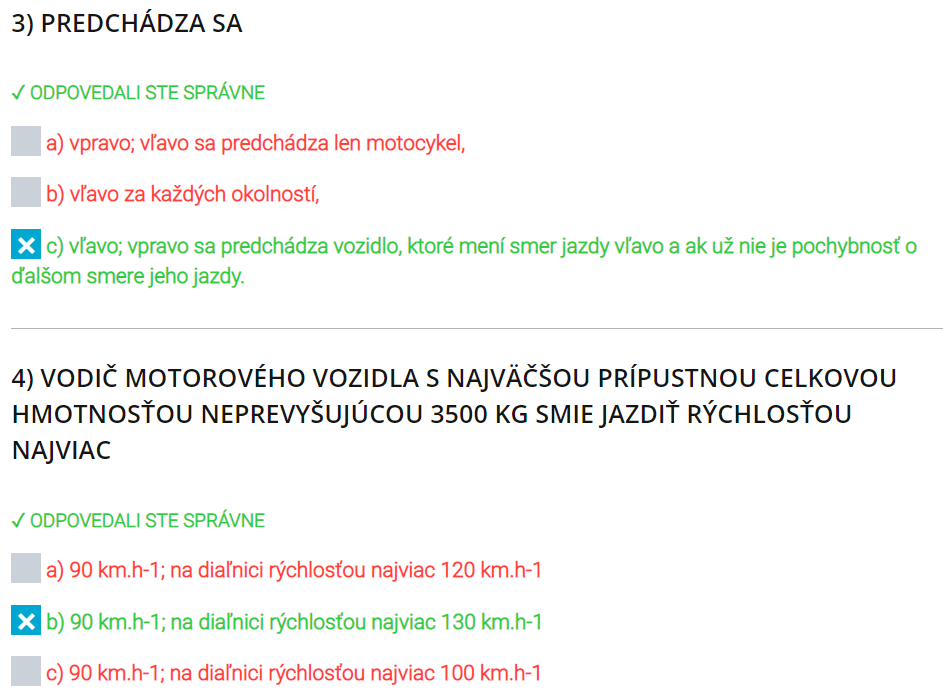 3) PREDCHÁDZA SA
✓ ODPOVEDALI STE SPRÁVNE
a) vpravo; vľavo sa predchádza len motocykel,
b) vľavo za každých okolností,
c) vľavo; vpravo sa predchádza vozidlo, ktoré mení smer jazdy vľavo a ak už nie je pochybnosť o
ďalšom smere jeho jazdy.
4) VODIČ MOTOROVÉHO VOZIDLA S NAJVÄČŠOU PRÍPUSTNOU CELKOVOU
HMOTNOSŤOU NEPREVYŠUJÚCOU 3500 KG SMIE JAZDIŤ RÝCHLOSŤOU
NAJVIAC
✓ ODPOVEDALI STE SPRÁVNE
a) 90 km.h-1; na diaľnici rýchlosťou najviac 120 km.h-1
b) 90 km.h-1; na diaľnici rýchlosťou najviac 130 km.h-1
c) 90 km.h-1; na diaľnici rýchlosťou najviac 100 km.h-1